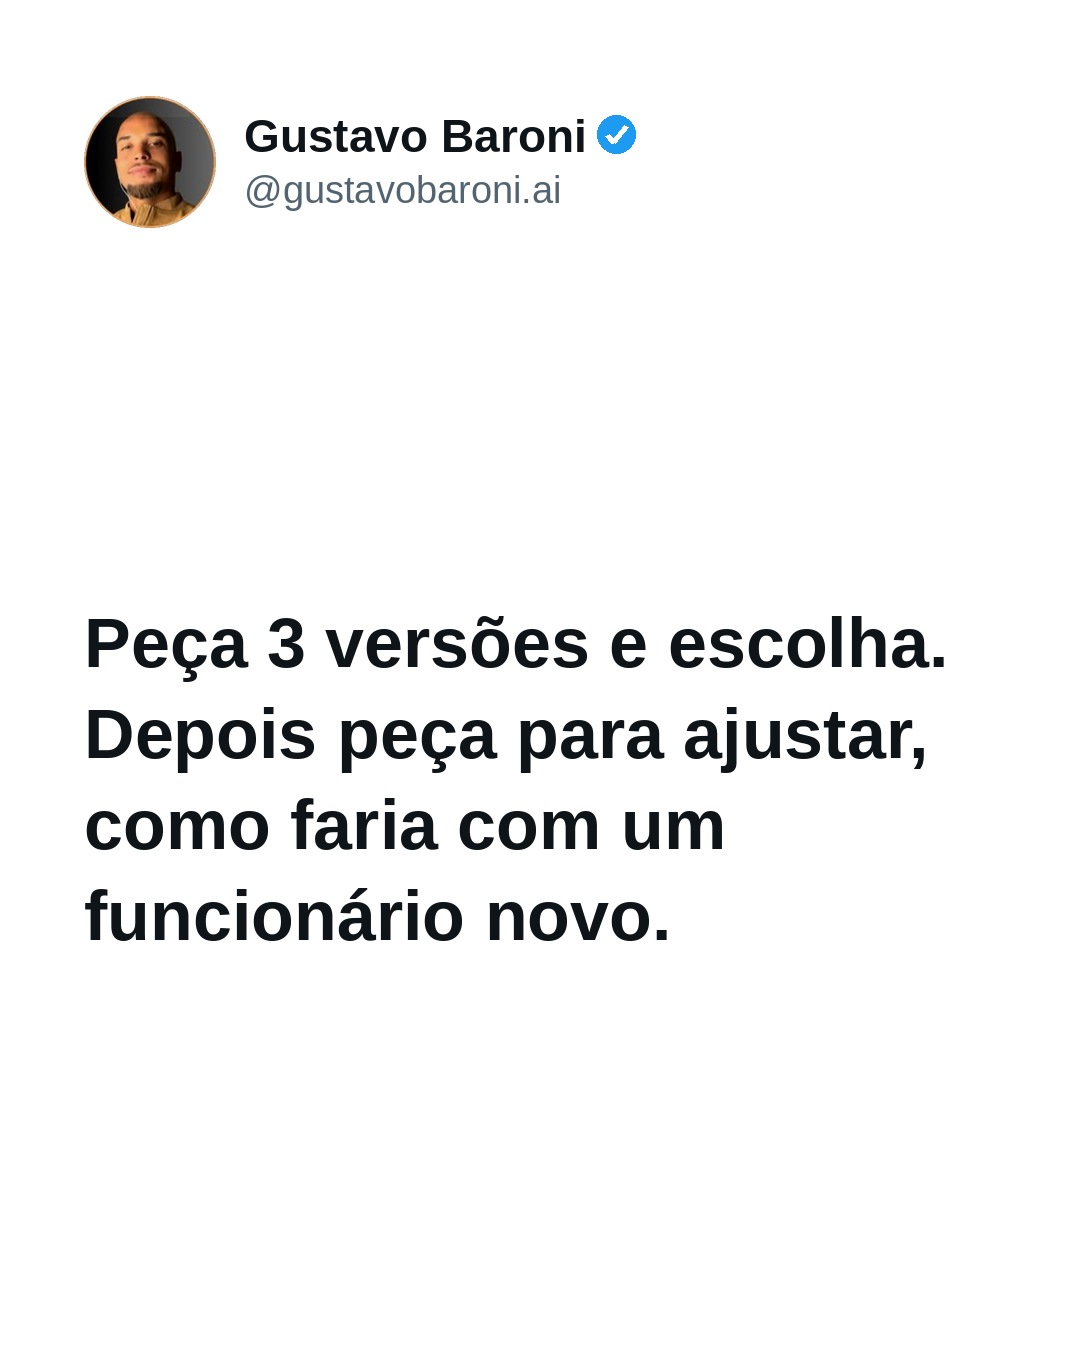 Gustavo Baroni
@gustavobaroni.ai
Peça 3 versões e escolha.
Depois peça para ajustar,
como faria com um
funcionário novo.